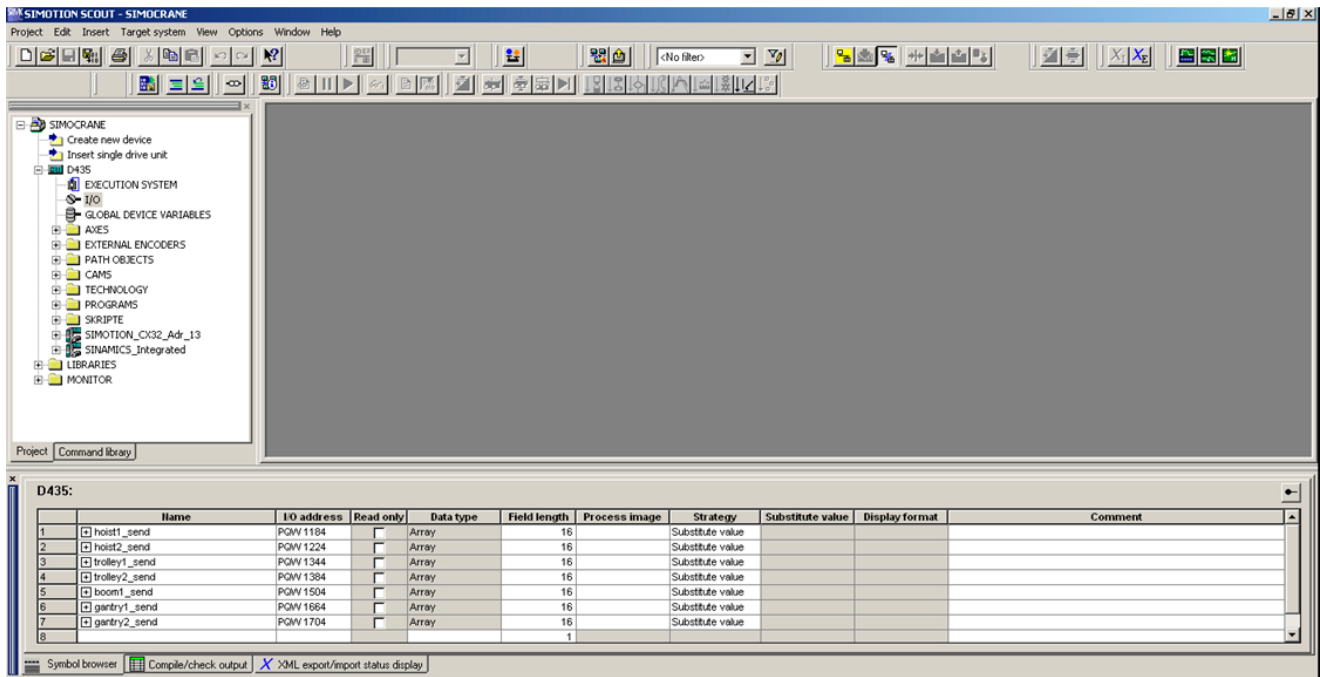 SIMOTION SCOUT - SIMOCRANE
Project Edit Insert Target system View Options Window Help
<No filter>
SIMOCRANE
Create new device
Insert single drive unit
D435
EXECUTION SYSTEM
I/O
GLOBAL DEVICE VARIABLES
AXES
EXTERNAL ENCODERS
PATH OBJECTS
CAMS
TECHNOLOGY
PROGRAMS
SKRIPTE
SIMOTION_CX32_Adr_13
SINAMICS_Integrated
LIBRARIES
MONITOR
Project Command library
D435:
Name I/O address Read only Data type Field length Process image Strategy Substitute value Display format Comment
1 hoist1_send PQW 1184 Array 16 Substitute value
2 hoist2_send PQW 1224 Array 16 Substitute value
3 trolley1_send PQW 1344 Array 16 Substitute value
4 trolley2_send PQW 1384 Array 16 Substitute value
5 boom1_send PQW 1504 Array 16 Substitute value
6 gantry1_send PQW 1664 Array 16 Substitute value
7 gantry2_send PQW 1704 Array 16 Substitute value
8 1
Symbol browser Compile/check output XML export/import status display